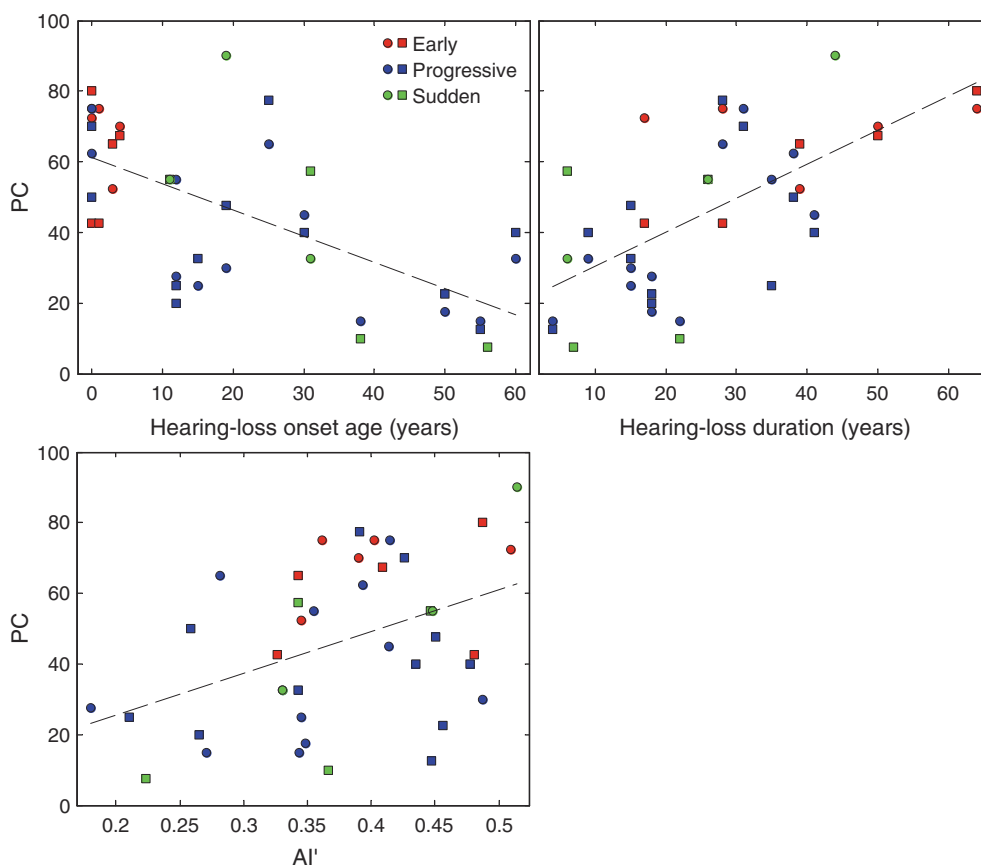 100
80
60
40
20
0
PC
Early
Progressive
Sudden
0 10 20 30 40 50 60
10 20 30 40 50 60
Hearing-loss onset age (years)
Hearing-loss duration (years)
100
80
60
40
20
0
PC
0.2 0.25 0.3 0.35 0.4 0.45 0.5
AI'